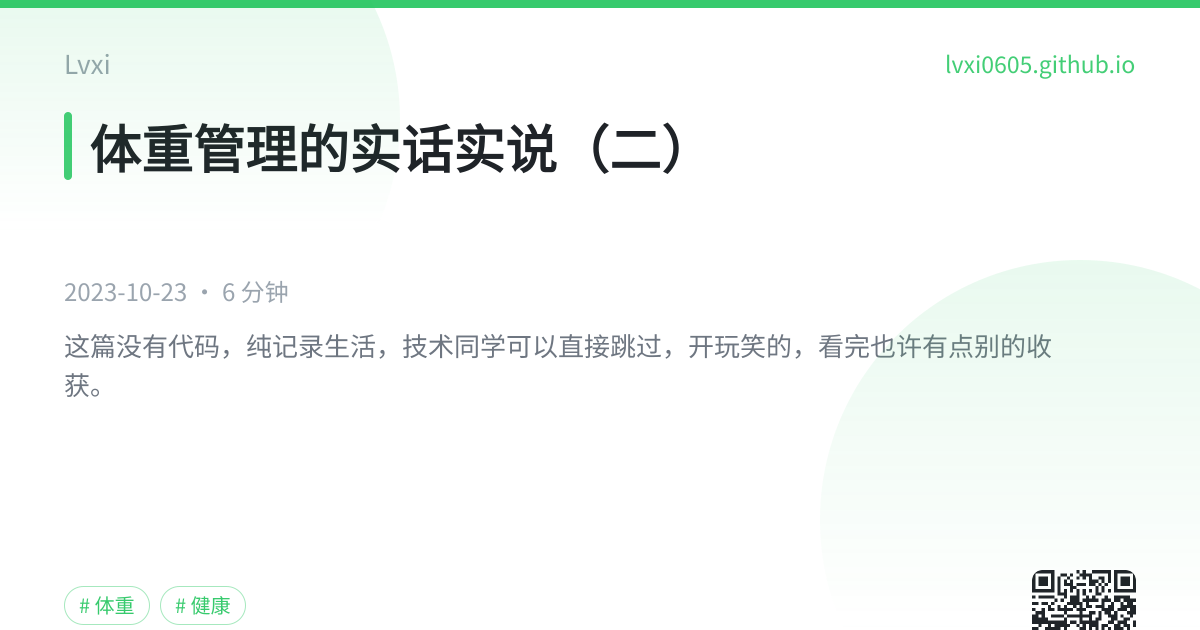 Lvxi
lvxi0605.github.io
体重管理的实话实说（二）
2023-10-23 · 6 分钟
这篇没有代码，纯记录生活，技术同学可以直接跳过，开玩笑的，看完也许有点别的收
获。
# 体重
# 健康